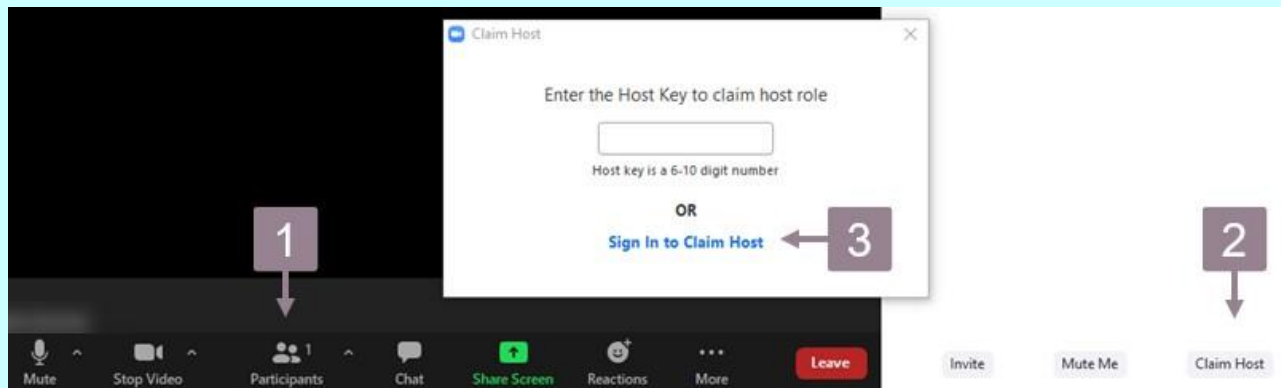 Claim Host
Enter the Host Key to claim host role
Host key is a 6-10 digit number
OR
Sign In to Claim Host
3
1
2
1
Mute
Stop Video
Participants
Chat
Share Screen
Reactions
More
Leave
Invite
Mute Me
Claim Host